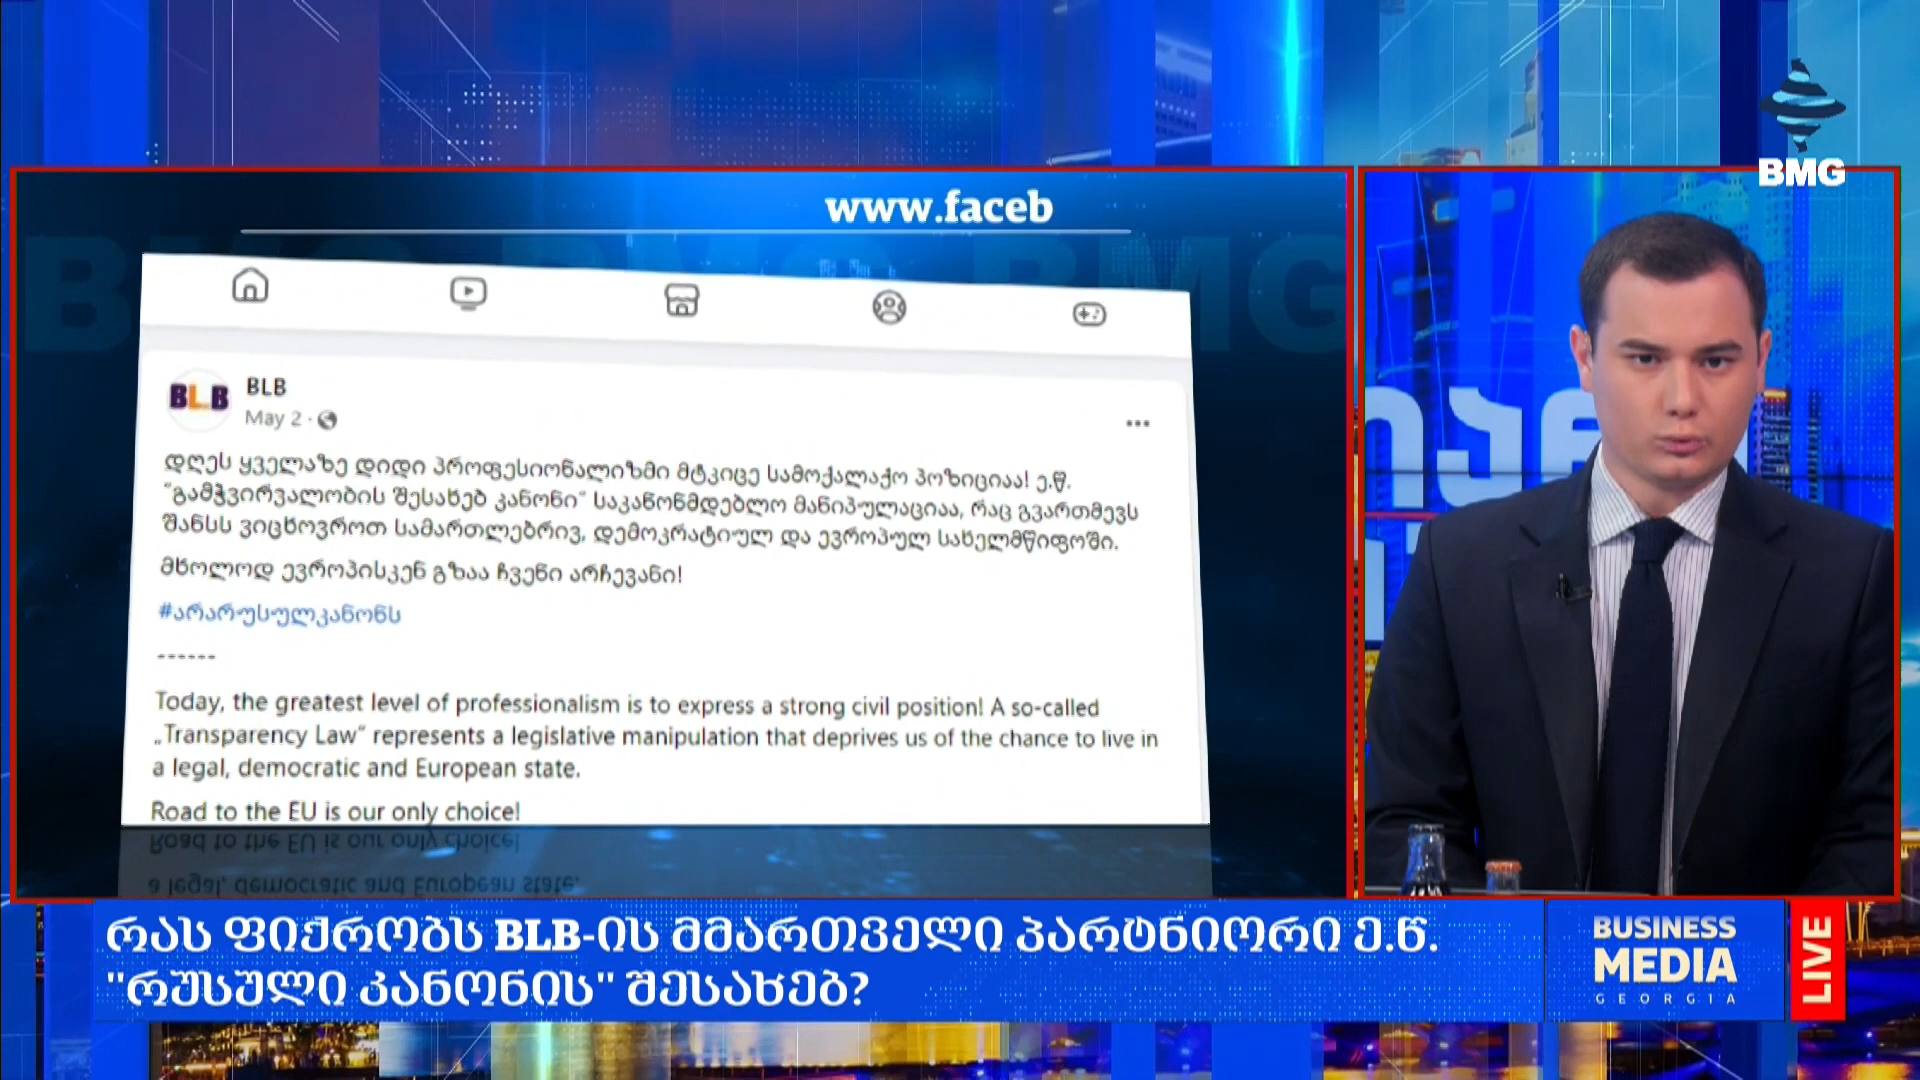 BMG
www.faceb
BLB
BLB
May 2
დღეს ყველაზე დიდი პროფესიონალიზმი მტკიცე სამოქალაქო პოზიციაა! ე.წ.
"გამჭვირვალობის შესახებ კანონი" საკანონმდებლო მანიპულაციაა, რაც გვართმევს
შანსს ვიცხოვროთ სამართლებრივ, დემოკრატიულ და ევროპულ სახელმწიფოში.
მხოლოდ ევროპისკენ გზაა ჩვენი არჩევანი!
#არარუსულკანონს
------
Today, the greatest level of professionalism is to express a strong civil position! A so-called
„Transparency Law" represents a legislative manipulation that deprives us of the chance to live in
a legal, democratic and European state.
Road to the EU is our only choice!
რას ფიქრობს BLB-ის მმართველი პარტნიორი ე.წ.
"რუსული კანონის" შესახებ?
BUSINESS
MEDIA
GEORGIA
LIVE